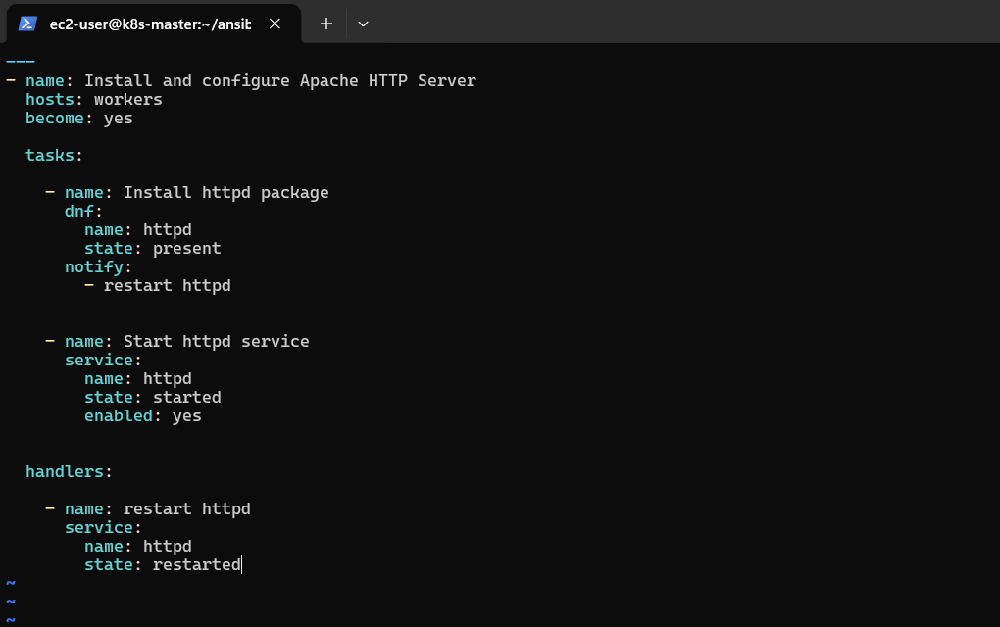 ec2-user@k8s-master:~/ansib
---
- name: Install and configure Apache HTTP Server
  hosts: workers
  become: yes

  tasks:

    - name: Install httpd package
      dnf:
        name: httpd
        state: present
      notify:
        - restart httpd


    - name: Start httpd service
      service:
        name: httpd
        state: started
        enabled: yes


  handlers:

    - name: restart httpd
      service:
        name: httpd
        state: restarted
~
~
~